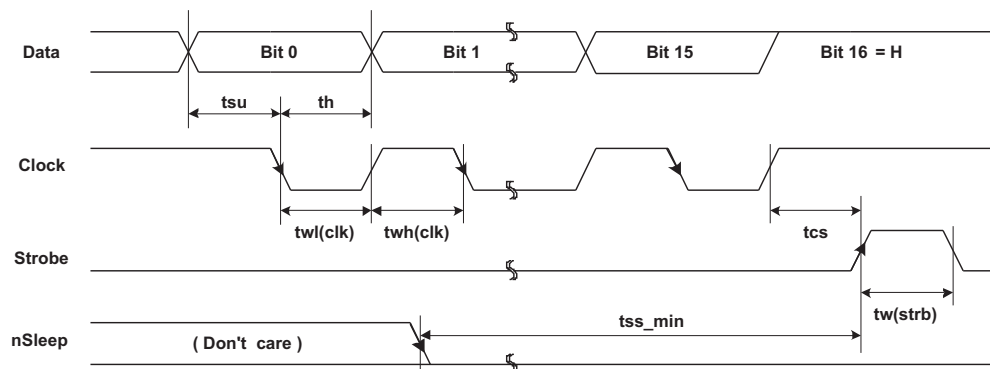 Data
Bit 0
Bit 1
Bit 15
Bit 16 = H
tsu
th
Clock
twl(clk)
twh(clk)
tcs
Strobe
tw(strb)
tss_min
nSleep
( Don't care )